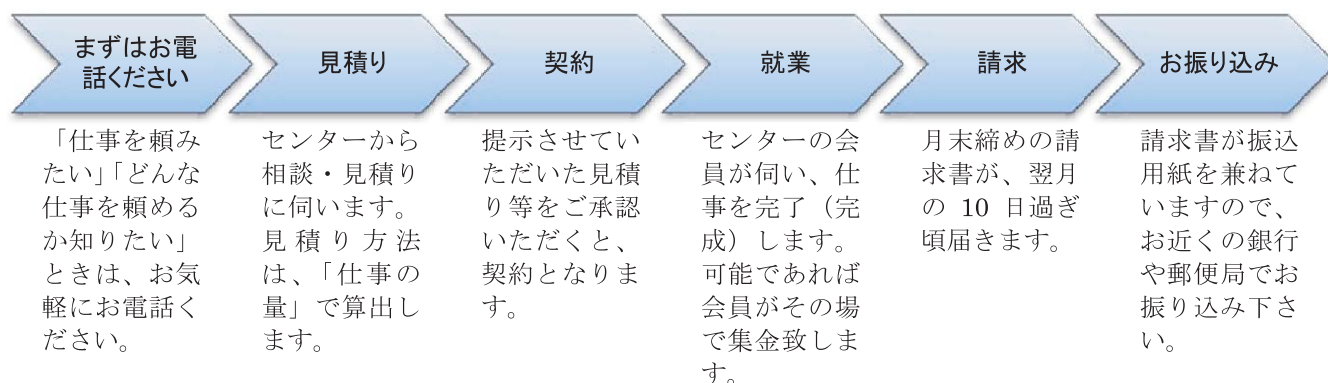 まずはお電
話ください
見積り
契約
就業
請求
お振り込み
「仕事を頼み
たい」「どんな
仕事を頼めるか知りたい」
ときは、お気
軽にお電話く
ださい。
センターから
相談・見積り
に伺います。
見積り方法
は、「仕事の
量」で算出し
ます。
提示させてい
ただいた見積
り等をご承認
いただくと、
契約となりま
す。
センターの会
員が伺い、仕
事を完了（完
成）します。
可能であれば
会員がその場
で集金致しま
す。
月末締めの請
求書が、翌月
の 10 日過ぎ
頃届きます。
請求書が振込
用紙を兼ねて
いますので、
お近くの銀行
や郵便局でお
振り込み下さ
い。